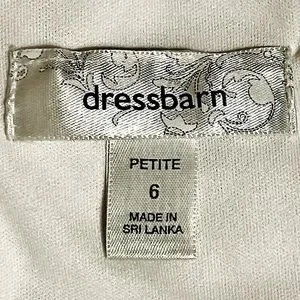 dressbarn
PETITE
6
MADE IN
SRI LANKA